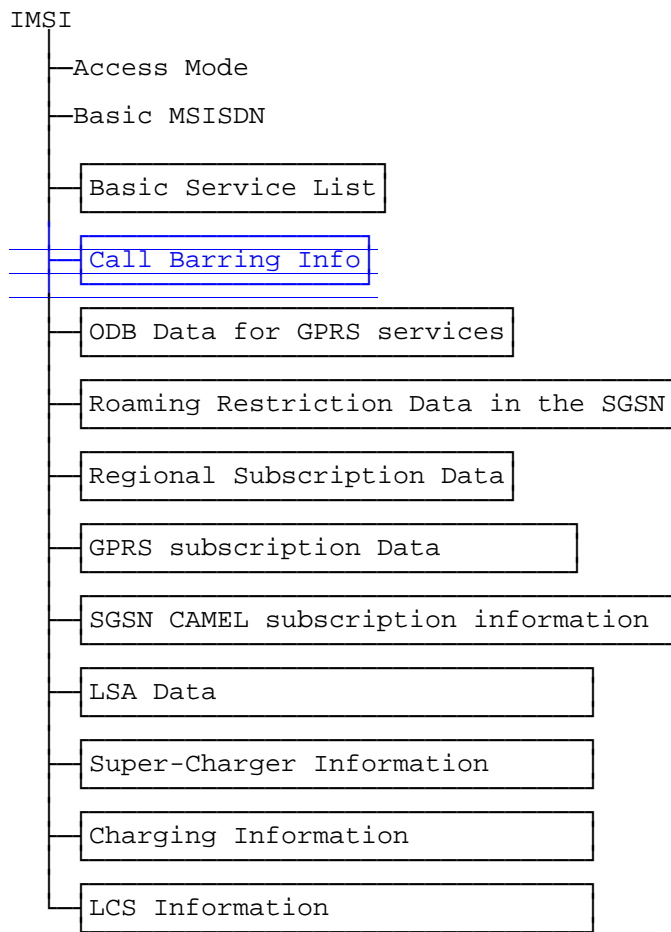 IMSI
Access Mode
Basic MSISDN
Basic Service List
Call Barring Info
ODB Data for GPRS services
Roaming Restriction Data in the SGSN
Regional Subscription Data
GPRS subscription Data
SGSN CAMEL subscription information
LSA Data
Super-Charger Information
Charging Information
LCS Information